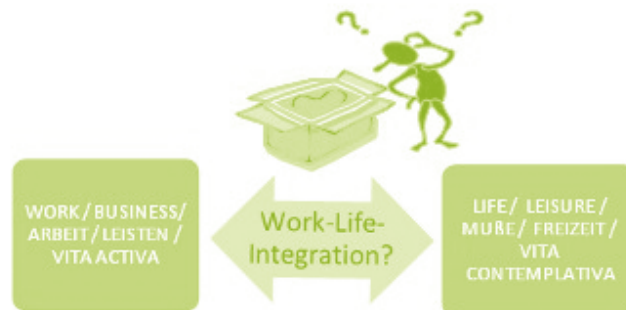 ? ?
WORK / BUSINESS/
ARBEIT / LEISTEN /
VITA ACTIVA
Work-Life-
Integration?
LIFE / LEISURE /
MUßE / FREIZEIT /
VITA
CONTEMPLATIVA